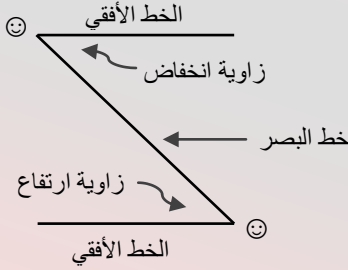 الخط الأفقي
زاوية انخفاض
خط البصر
زاوية ارتفاع
الخط الأفقي